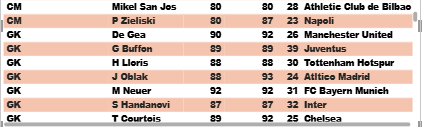 CM Mikel San Jos 80 80 28 Athletic Club de Bilbao
CM P Zieliski 80 87 23 Napoli
GK De Gea 90 92 26 Manchester United
GK G Buffon 89 89 39 Juventus
GK H Lloris 88 88 30 Tottenham Hotspur
GK J Oblak 88 93 24 Atltico Madrid
GK M Neuer 92 92 31 FC Bayern Munich
GK S Handanovi 87 87 32 Inter
GK T Courtois 89 92 25 Chelsea